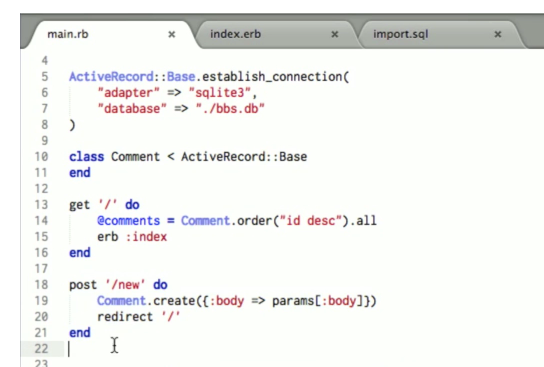 main.rb × index.erb × import.sql ×
4
5 ActiveRecord::Base.establish_connection(
6     "adapter" => "sqlite3",
7     "database" => "./bbs.db"
8 )
9
10 class Comment < ActiveRecord::Base
11 end
12
13 get '/' do
14     @comments = Comment.order("id desc").all
15     erb :index
16 end
17
18 post '/new' do
19     Comment.create({:body => params[:body]})
20     redirect '/'
21 end
22
23